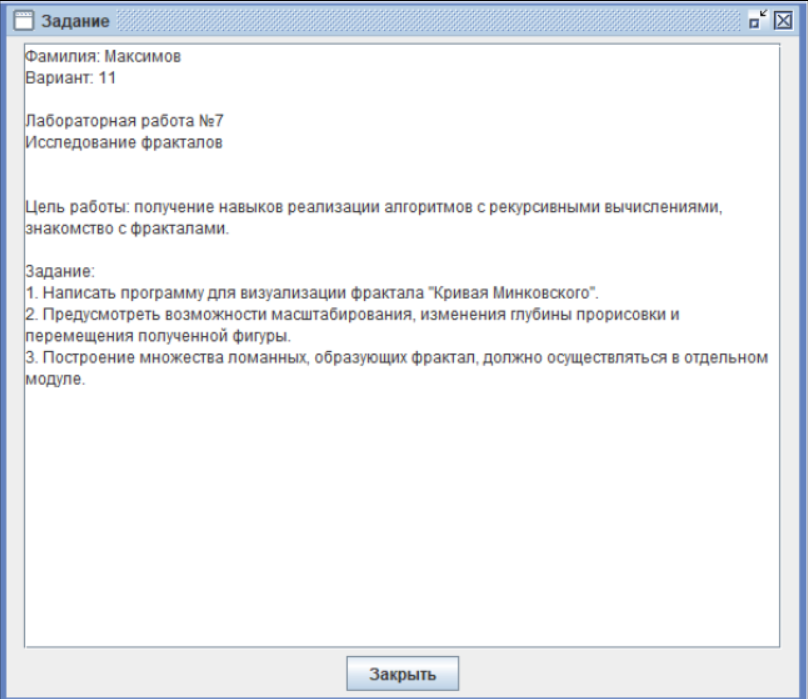 Задание
Фамилия: Максимов
Вариант: 11
Лабораторная работа №7
Исследование фракталов
Цель работы: получение навыков реализации алгоритмов с рекурсивными вычислениями,
знакомство с фракталами.
Задание:
1. Написать программу для визуализации фрактала "Кривая Минковского".
2. Предусмотреть возможности масштабирования, изменения глубины прорисовки и
перемещения полученной фигуры.
3. Построение множества ломанных, образующих фрактал, должно осуществляться в отдельном
модуле.
Закрыть